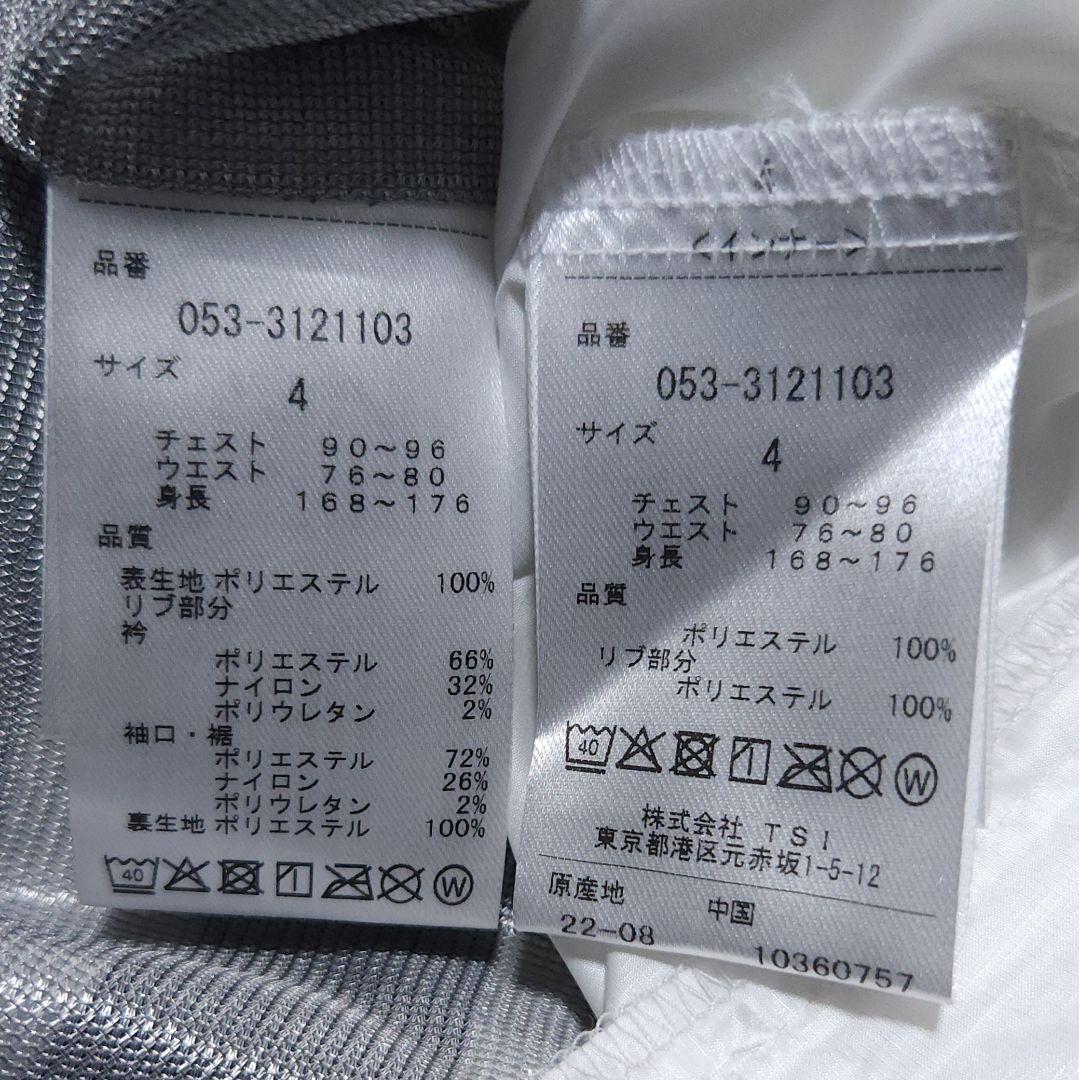 品番
053-3121103
サイズ
4
チェスト 90~96
ウエスト 76~80
身長 168~176
品質
表生地 ポリエステル 100%
リブ部分
衿
ポリエステル 66%
ナイロン 32%
ポリウレタン 2%
袖口・裾
ポリエステル 72%
ナイロン 26%
ポリウレタン 2%
裏生地 ポリエステル 100%
40 W
4
<インナー>
品番
053-3121103
サイズ
4
チェスト 90~96
ウエスト 76~80
身長 168~176
品質
ポリエステル 100%
リブ部分
ポリエステル 100%
40 W
株式会社 TSI
東京都港区元赤坂1-5-12
原産地 中国
22-08 10360757